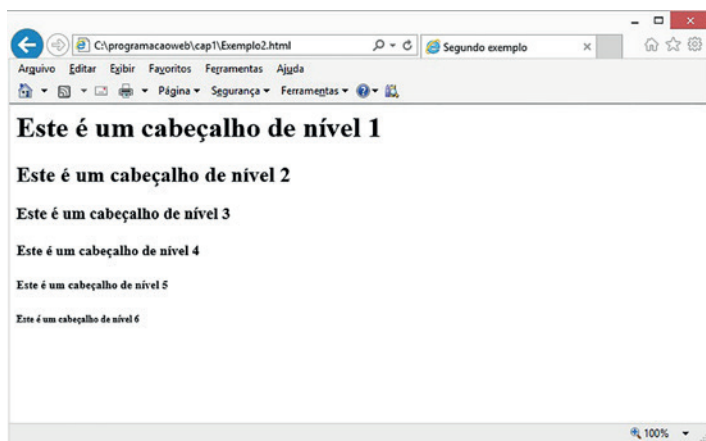 C:\programacaoweb\cap1\Exemplo2.html
Segundo exemplo
Arquivo Editar Exibir Favoritos Ferramentas Ajuda
Página Segurança Ferramentas
Este é um cabeçalho de nível 1
Este é um cabeçalho de nível 2
Este é um cabeçalho de nível 3
Este é um cabeçalho de nível 4
Este é um cabeçalho de nível 5
Este é um cabeçalho de nível 6
100%